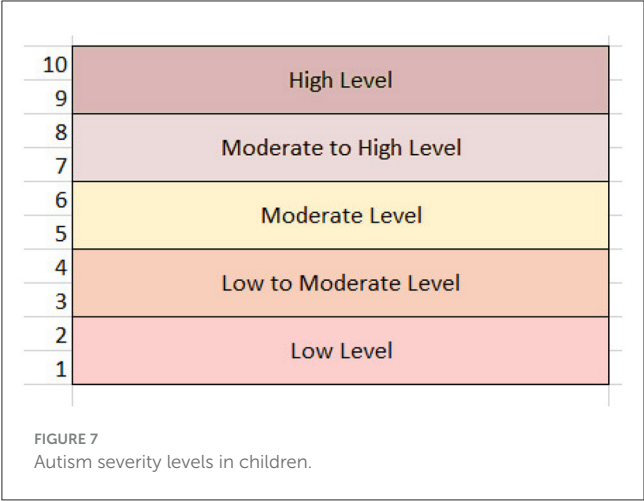 10
High Level
9
8
Moderate to High Level
7
6
Moderate Level
5
4
Low to Moderate Level
3
2
Low Level
1
FIGURE 7
Autism severity levels in children.